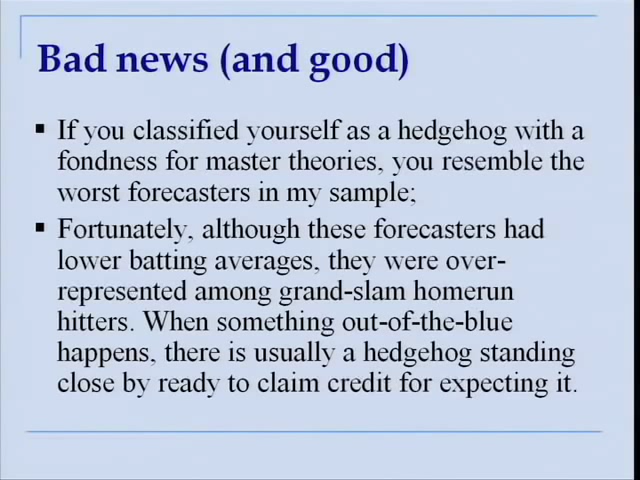 Bad news (and good)
▪ If you classified yourself as a hedgehog with a
fondness for master theories, you resemble the
worst forecasters in my sample;
▪ Fortunately, although these forecasters had
lower batting averages, they were over-
represented among grand-slam homerun
hitters. When something out-of-the-blue
happens, there is usually a hedgehog standing
close by ready to claim credit for expecting it.